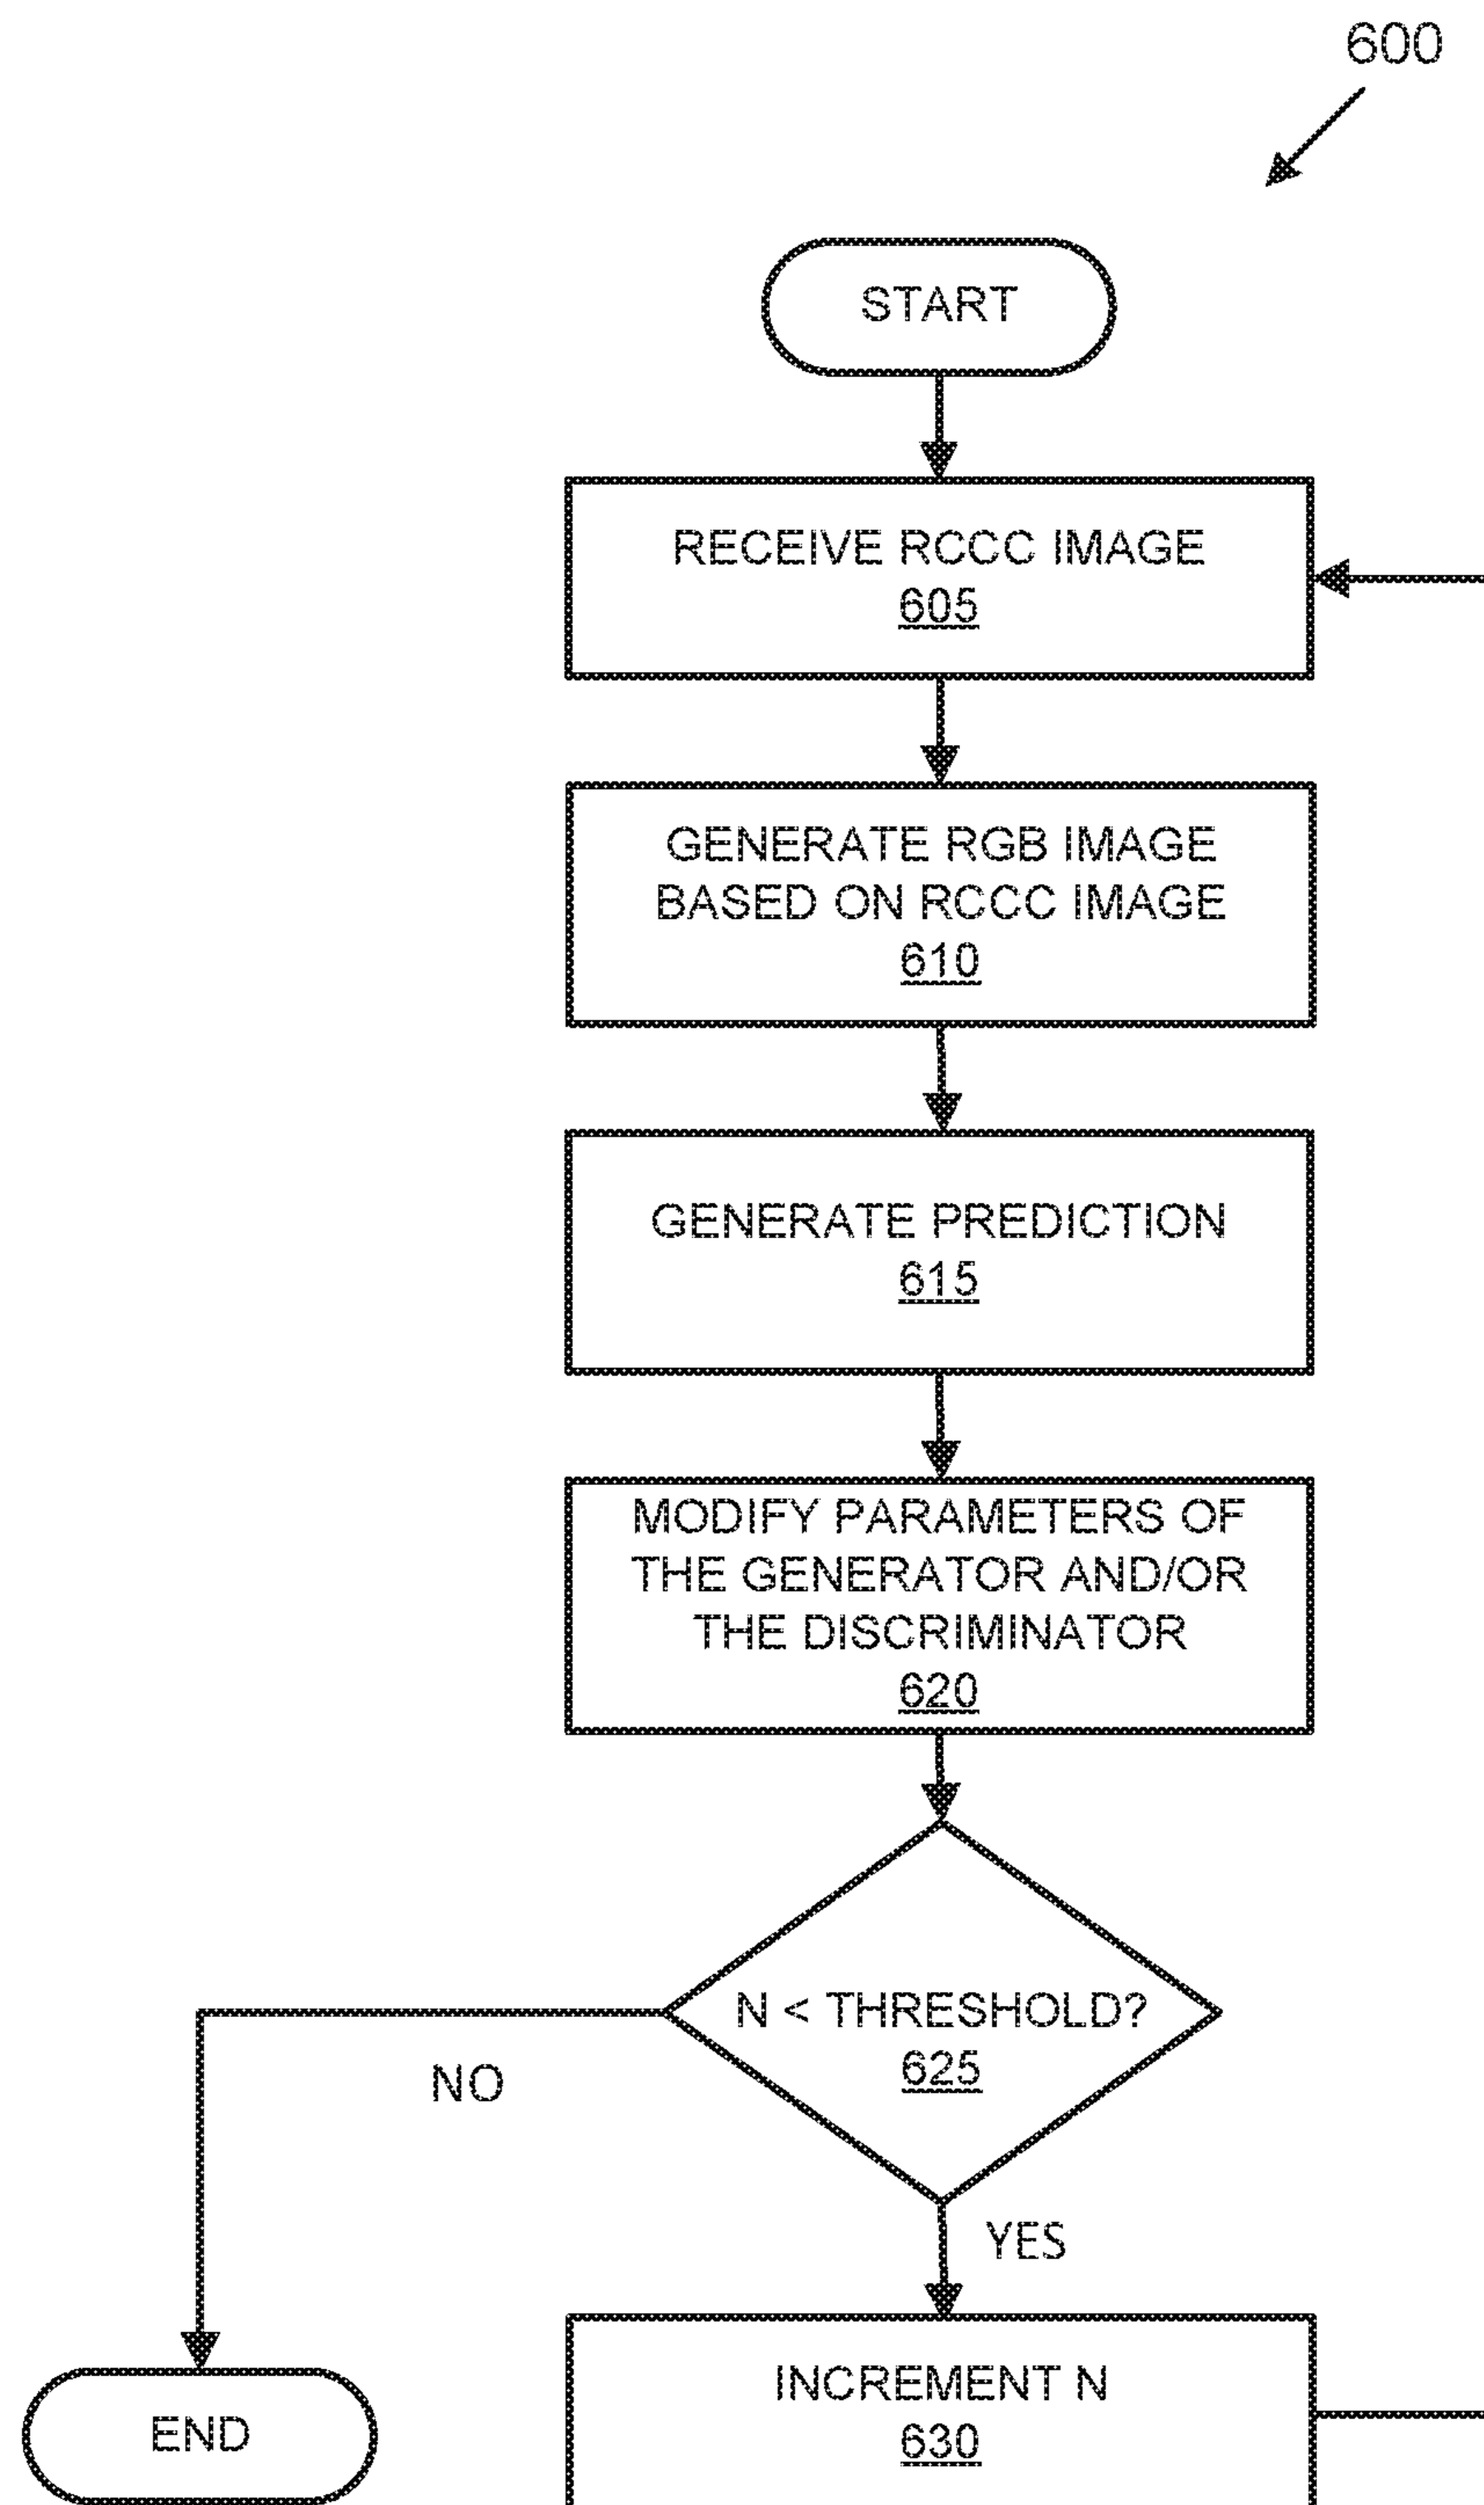 600
START
RECEIVE RCCC IMAGE
605
GENERATE RGB IMAGE
BASED ON RCCC IMAGE
610
GENERATE PREDICTION
615
MODIFY PARAMETERS OF
THE GENERATOR AND/OR
THE DISCRIMINATOR
620
N < THRESHOLD?
625
NO
YES
INCREMENT N
630
END